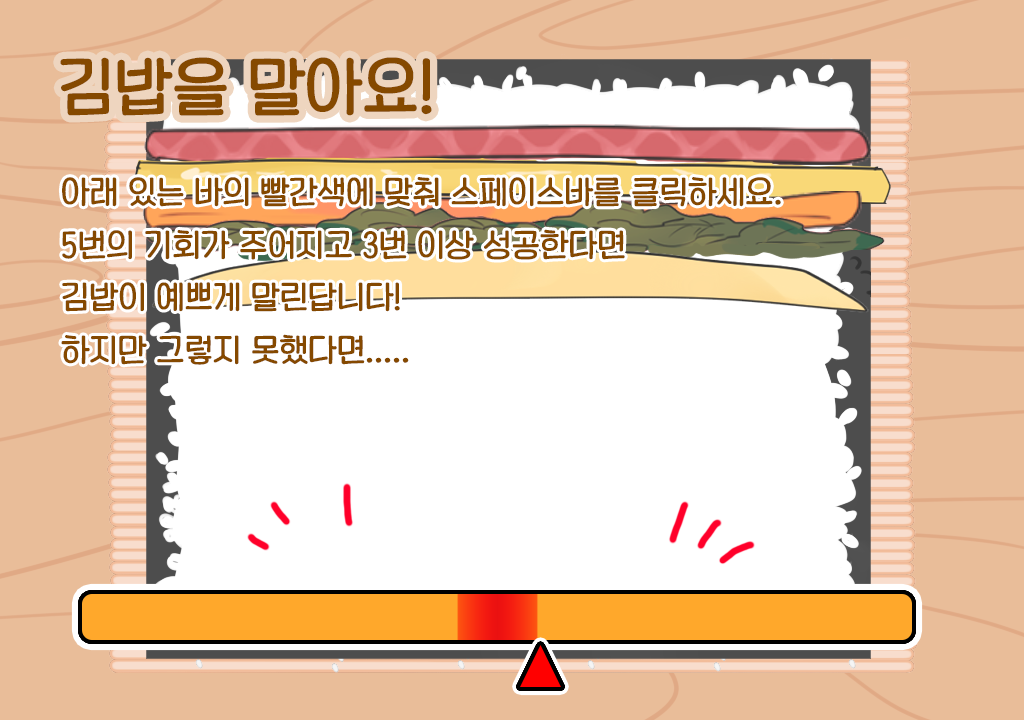 김밥을 말아요!
아래 있는 바의 빨간색에 맞춰 스페이스바를 클릭하세요.
5번의 기회가 주어지고 3번 이상 성공한다면
김밥이 예쁘게 말린답니다!
하지만 그렇지 못했다면.....